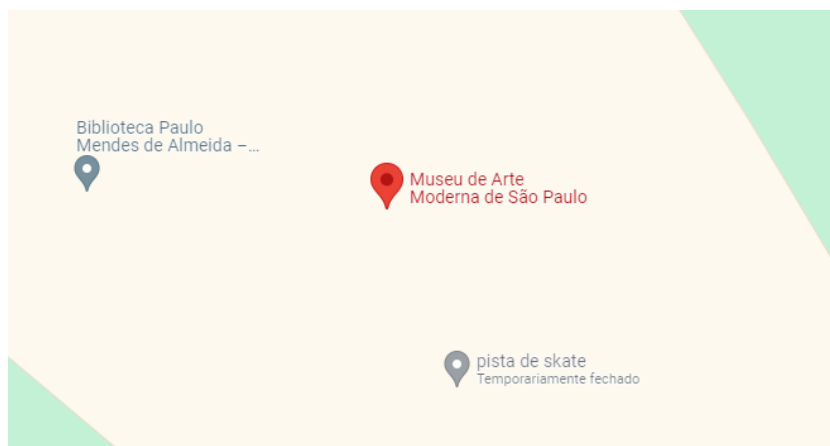 Biblioteca Paulo
Mendes de Almeida –...
Museu de Arte
Moderna de São Paulo
pista de skate
Temporariamente fechado